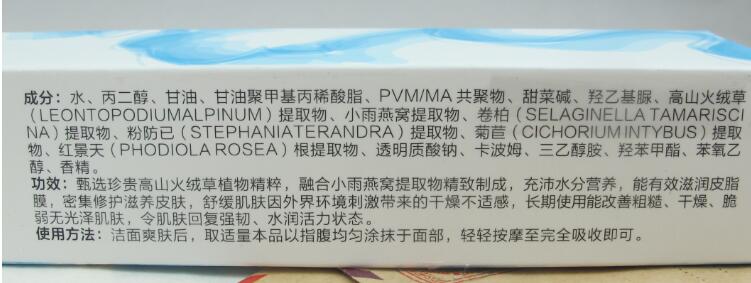 成分：水、丙二醇、甘油、甘油聚甲基丙稀酸脂、PVM/MA共聚物、甜菜碱、羟乙基脲、高山火绒草
(LEONTOPODIUMALPINUM)提取物、小雨燕窝提取物、卷柏(SELAGINELLA TAMARISCI
NA)提取物、粉防已(STEPHANIATERANDRA)提取物、菊苣(CICHORIUMINTYBUS)提取
物、红景天(PHODIOLA ROSEA)根提取物、透明质酸钠、卡波姆、三乙醇胺、羟苯甲酯、苯氧乙
醇、香精。
功效：甄选珍贵高山火绒草植物精粹，融合小雨燕窝提取物精致制成，充沛水分营养，能有效滋润皮脂
膜，密集修护滋养皮肤，舒缓肌肤因外界环境刺激带来的干燥不适感，长期使用能改善粗糙、干燥、脆
弱无光泽肌肤，令肌肤回复强韧、水润活力状态。
使用方法：洁面爽肤后，取适量本品以指腹均匀涂抹于面部，轻轻按摩至完全吸收即可。